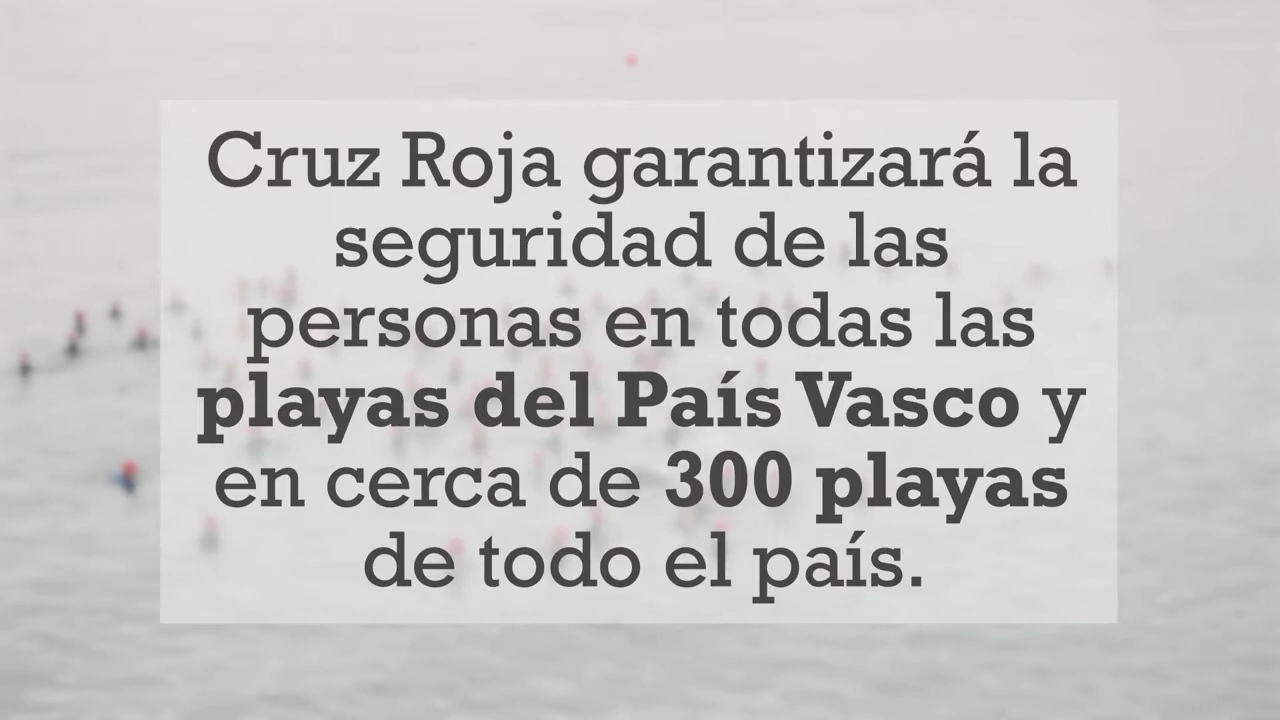 Cruz Roja garantizará la
seguridad de las
personas en todas las
playas del País Vasco y
en cerca de 300 playas
de todo el país.